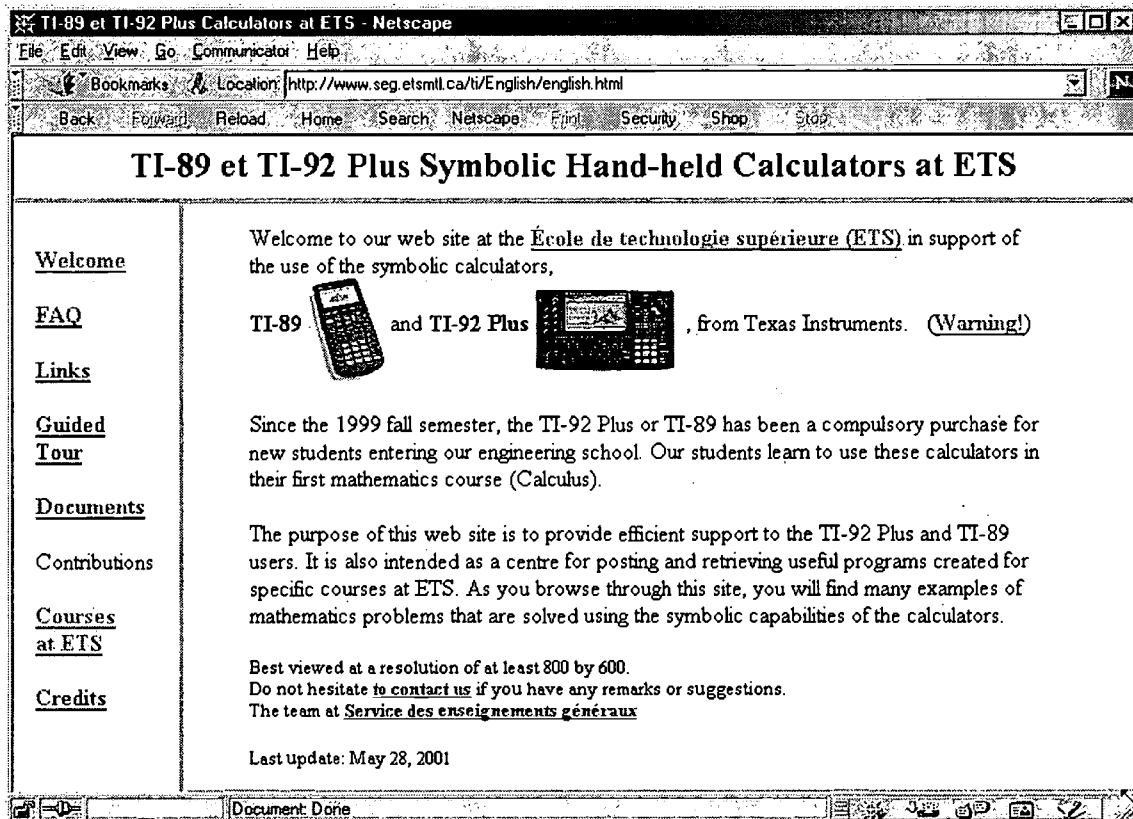 TI-89 et TI-92 Plus Calculators at ETS - Netscape
File Edit View Go Communicator Help
Bookmarks Location: http://www.seg.etsmtl.ca/ti/English/english.html
Back Forward Reload Home Search Netscape Print Security Shop Stop
TI-89 et TI-92 Plus Symbolic Hand-held Calculators at ETS
Welcome
FAQ
Links
Guided
Tour
Documents
Contributions
Courses
at ETS
Credits
Welcome to our web site at the École de technologie supérieure (ETS) in support of
the use of the symbolic calculators,
TI-89 and TI-92 Plus , from Texas Instruments. (Warning!)
Since the 1999 fall semester, the TI-92 Plus or TI-89 has been a compulsory purchase for
new students entering our engineering school. Our students learn to use these calculators in
their first mathematics course (Calculus).
The purpose of this web site is to provide efficient support to the TI-92 Plus and TI-89
users. It is also intended as a centre for posting and retrieving useful programs created for
specific courses at ETS. As you browse through this site, you will find many examples of
mathematics problems that are solved using the symbolic capabilities of the calculators.
Best viewed at a resolution of at least 800 by 600.
Do not hesitate to contact us if you have any remarks or suggestions.
The team at Service des enseignements généraux
Last update: May 28, 2001
Document: Done